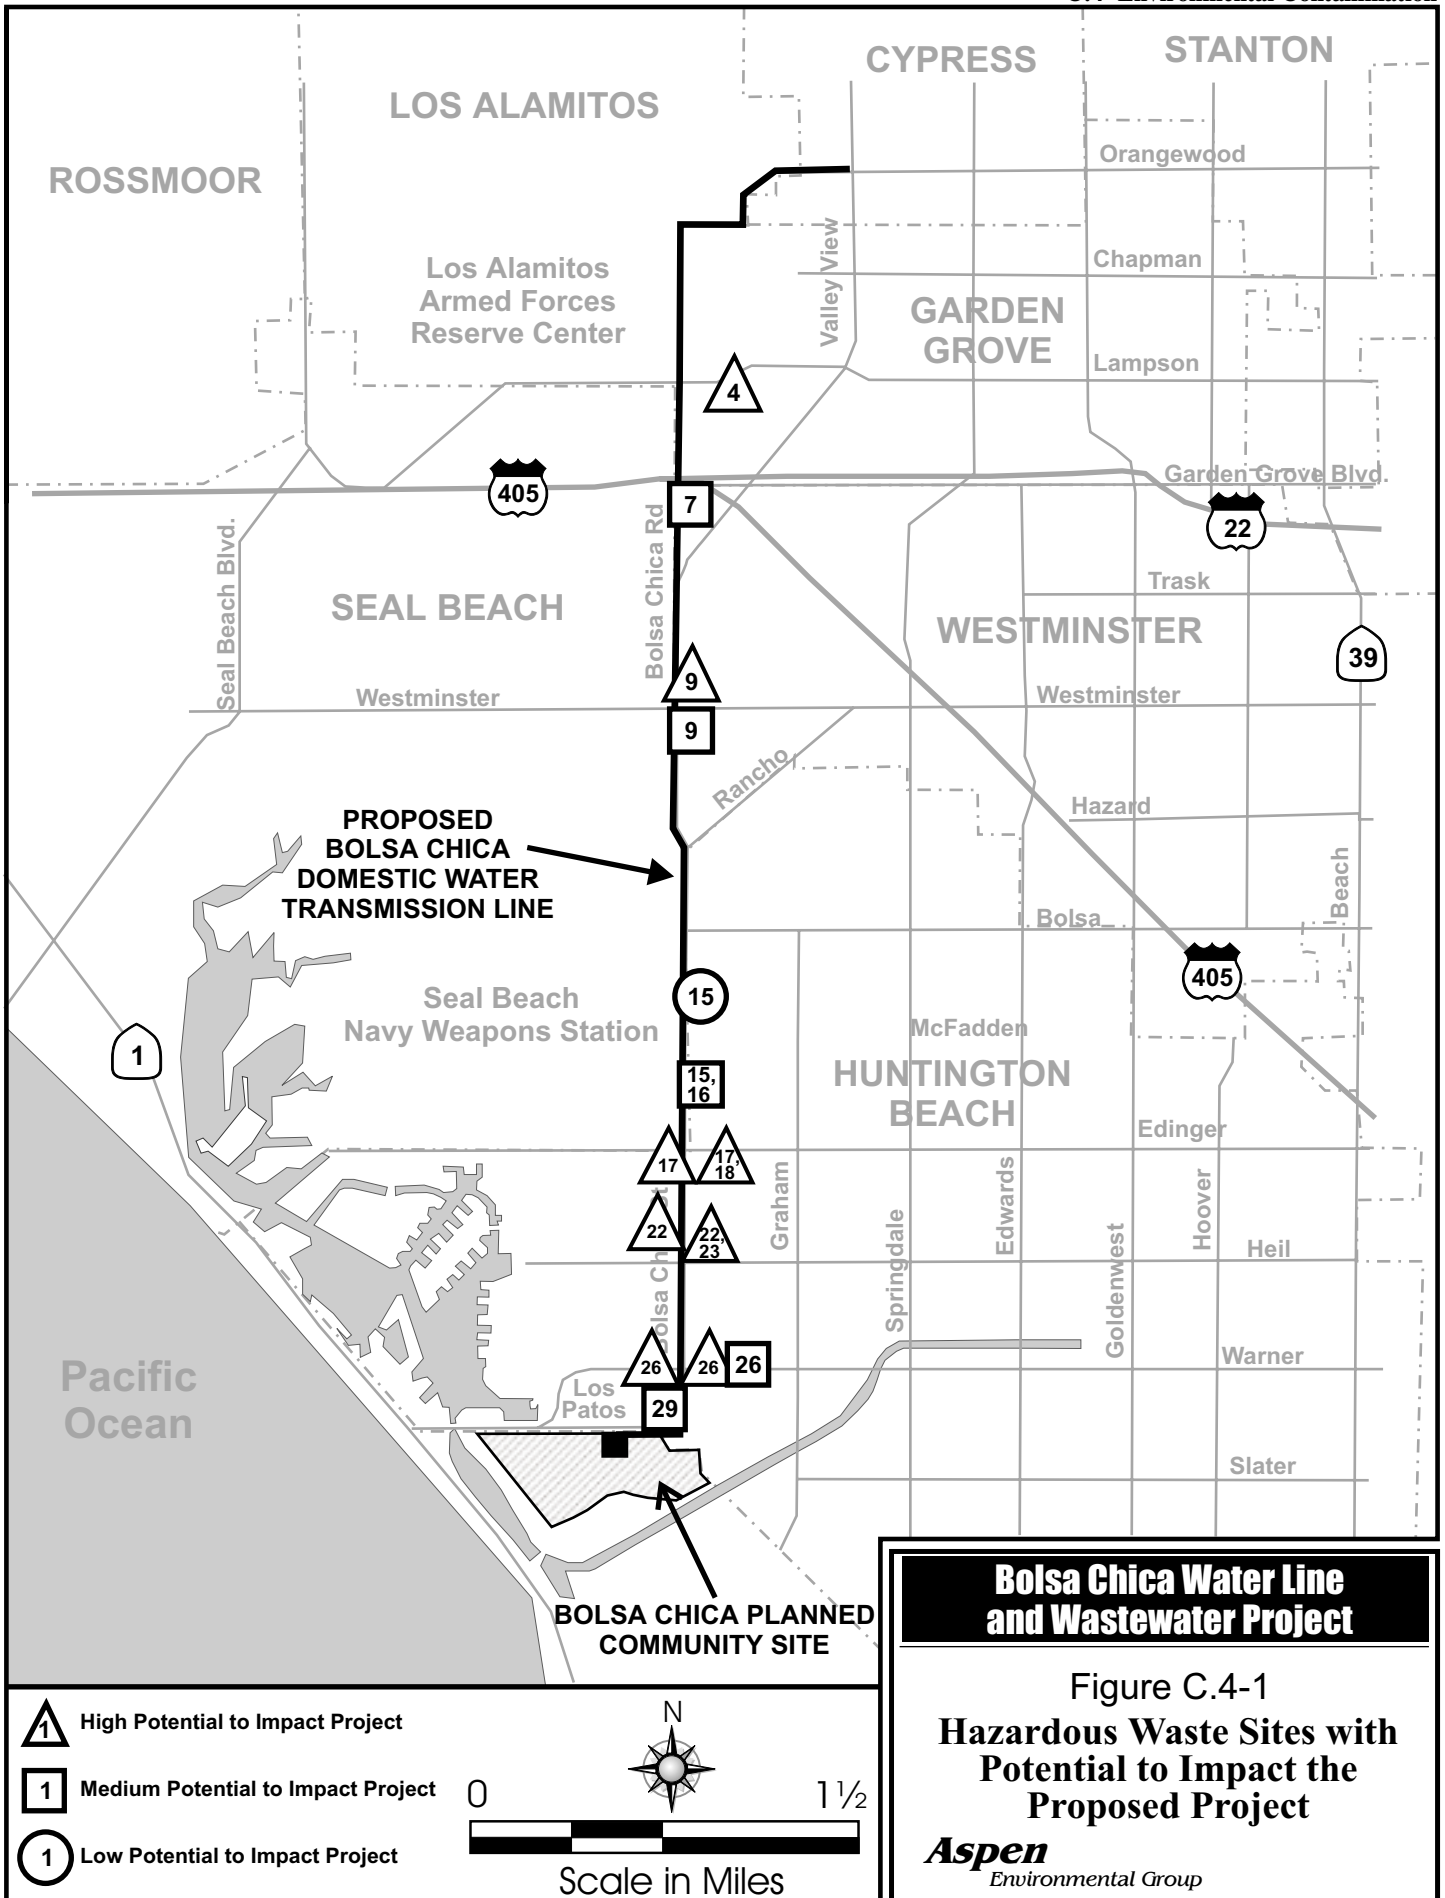 C.4 Environmental Contamination
CYPRESS
STANTON
LOS ALAMITOS
Orangewood
ROSSMOOR
Valley View
Chapman
Los Alamitos
Armed Forces
Reserve Center
GARDEN
GROVE
Lampson
4
Garden Grove Blvd.
405
7
22
Seal Beach Blvd.
Bolsa Chica Rd
Trask
SEAL BEACH
WESTMINSTER
39
9
Westminster
Westminster
9
Rancho
Hazard
PROPOSED
BOLSA CHICA
DOMESTIC WATER
TRANSMISSION LINE
Beach
Bolsa
405
15
Seal Beach
Navy Weapons Station
McFadden
1
HUNTINGTON
BEACH
15,
16
Edinger
17
17,
18
Graham
Edwards
Hoover
22
22,
23
Springdale
Goldenwest
Heil
Bolsa Ch st
26
26
26
Warner
Pacific
Ocean
Los
Patos
29
Slater
BOLSA CHICA PLANNED
COMMUNITY SITE
Bolsa Chica Water Line
and Wastewater Project
Figure C.4-1
Hazardous Waste Sites with
Potential to Impact the
Proposed Project
Aspen
Environmental Group
1 High Potential to Impact Project
1 Medium Potential to Impact Project
1 Low Potential to Impact Project
N
0 1½
Scale in Miles